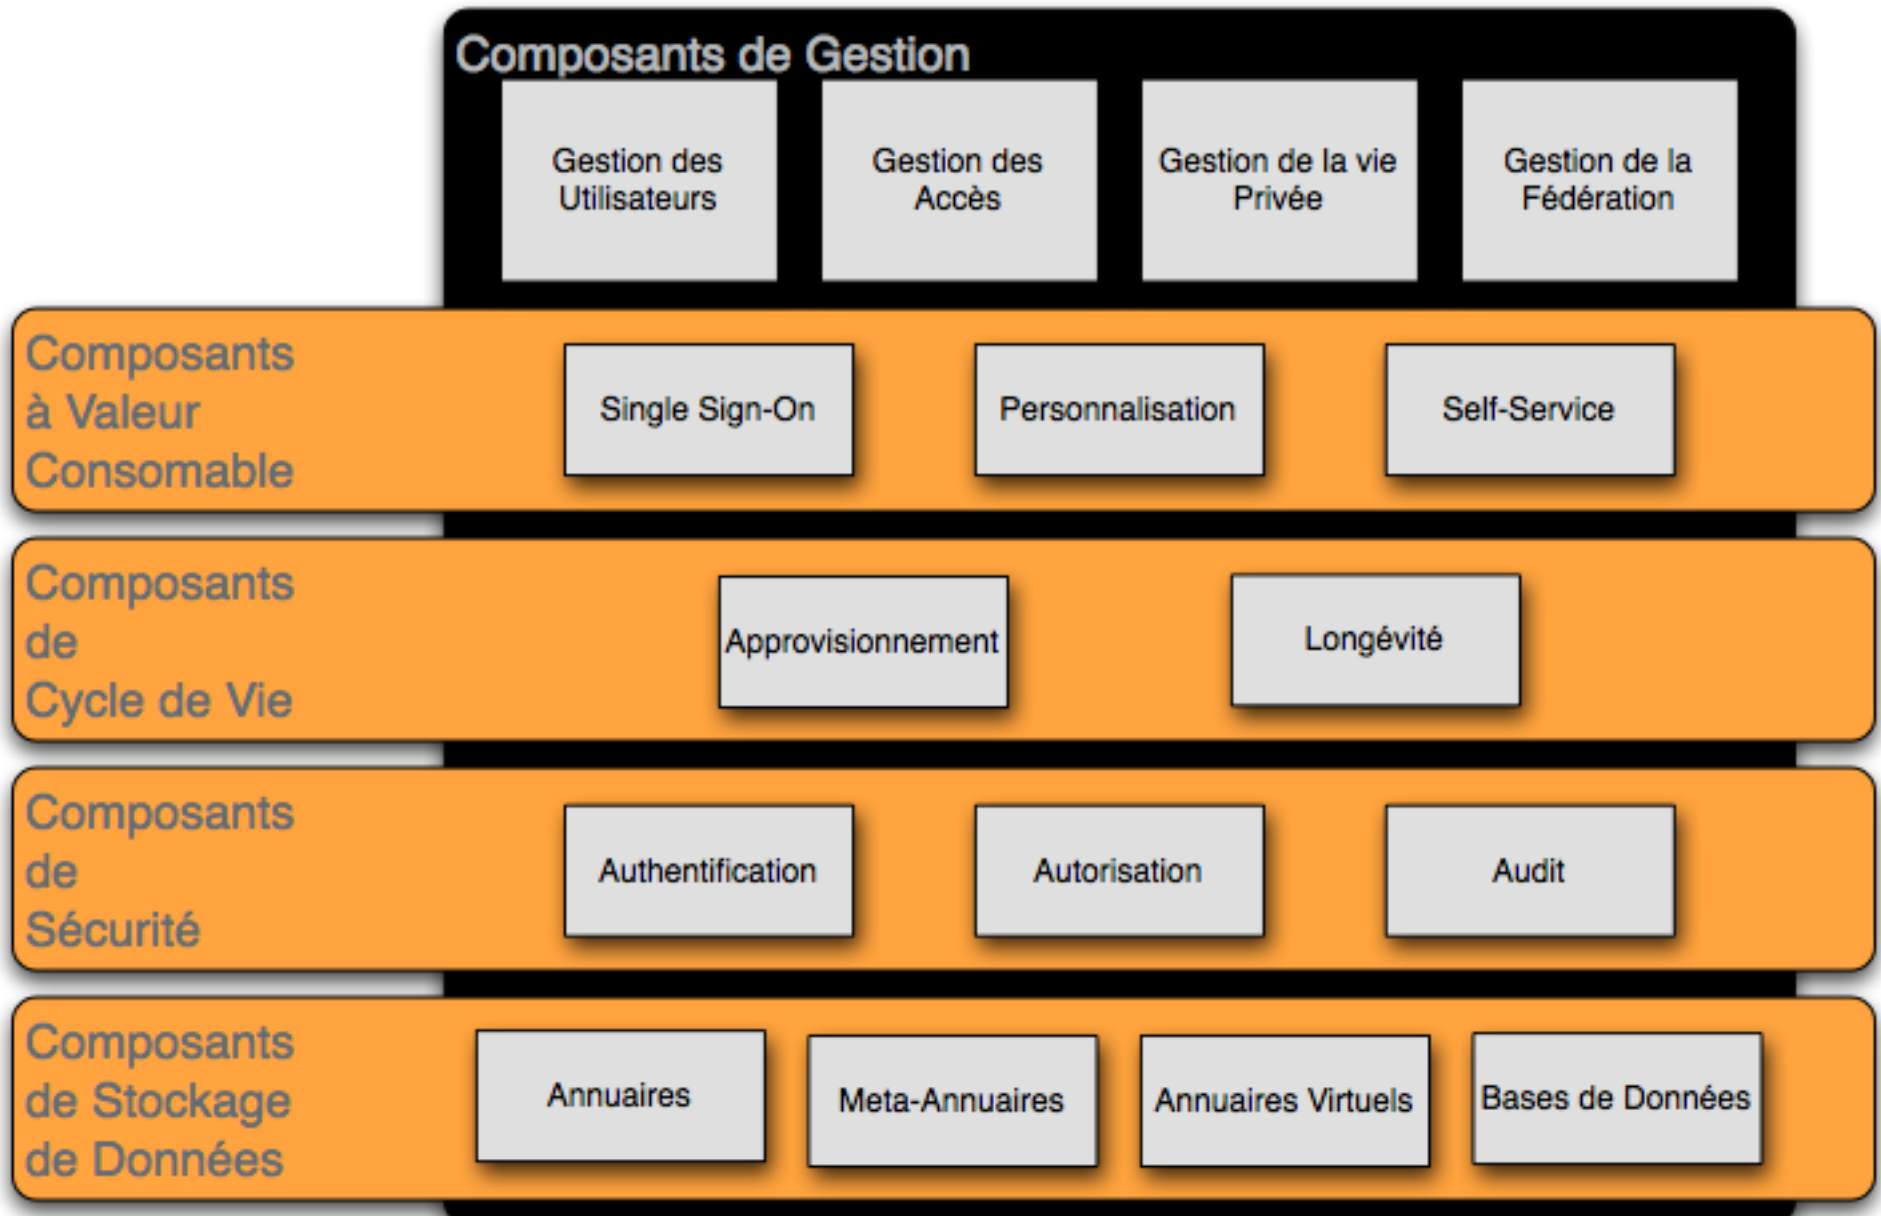 Composants de Gestion
Gestion des
Utilisateurs
Gestion des
Accès
Gestion de la vie
Privée
Gestion de la
Fédération
Composants
à Valeur
Consomable
Single Sign-On
Personnalisation
Self-Service
Composants
de
Cycle de Vie
Approvisionnement
Longévité
Composants
de
Sécurité
Authentification
Autorisation
Audit
Composants
de Stockage
de Données
Annuaires
Meta-Annuaires
Annuaires Virtuels
Bases de Données